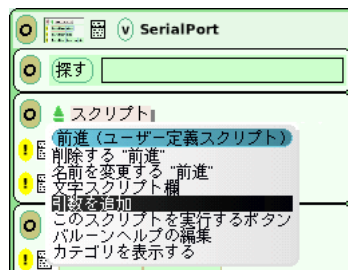 SerialPort
探す
スクリプト
前進（ユーザー定義スクリプト）
削除する "前進"
名前を変更する "前進"
文字スクリプト欄
引数を追加
このスクリプトを実行するボタン
バルーンヘルプの編集
カテゴリを表示する